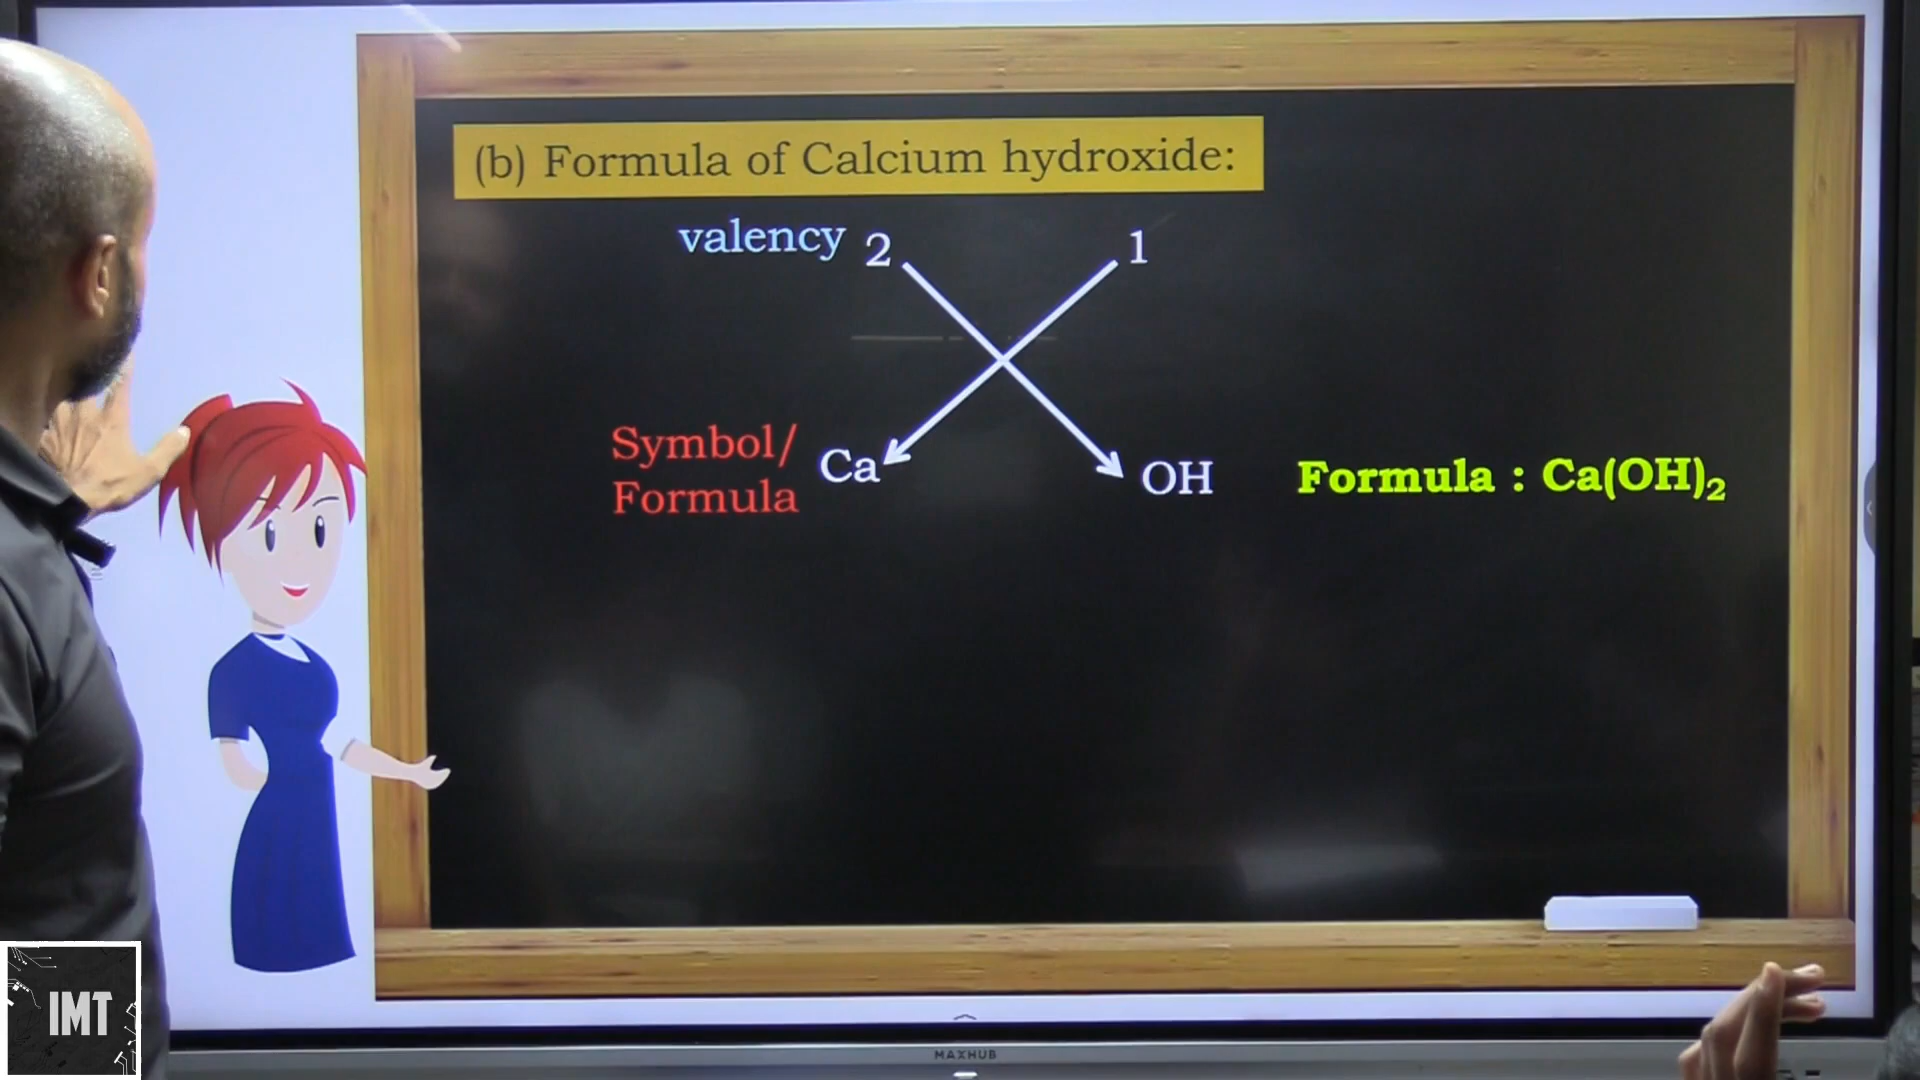 (b) Formula of Calcium hydroxide:
valency 2 1
Symbol/
Formula
Ca OH
Formula : Ca(OH)₂
IMT
MAXHUB